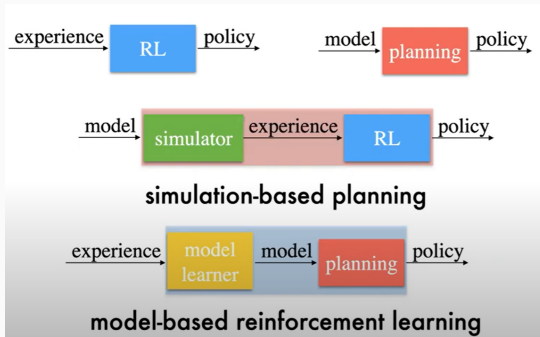 experience RL policy
model planning policy
model simulator experience RL policy
simulation-based planning
experience model learner model planning policy
model-based reinforcement learning